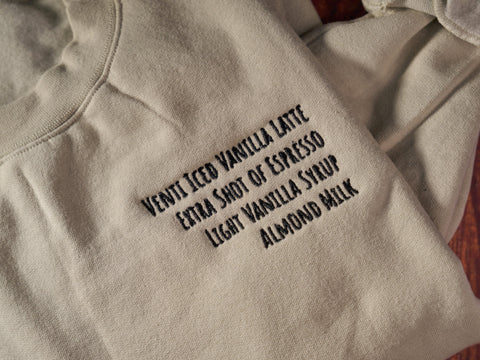 Venti Iced Vanilla Latte
Extra Shot of Espresso
Light Vanilla Syrup
Almond Milk